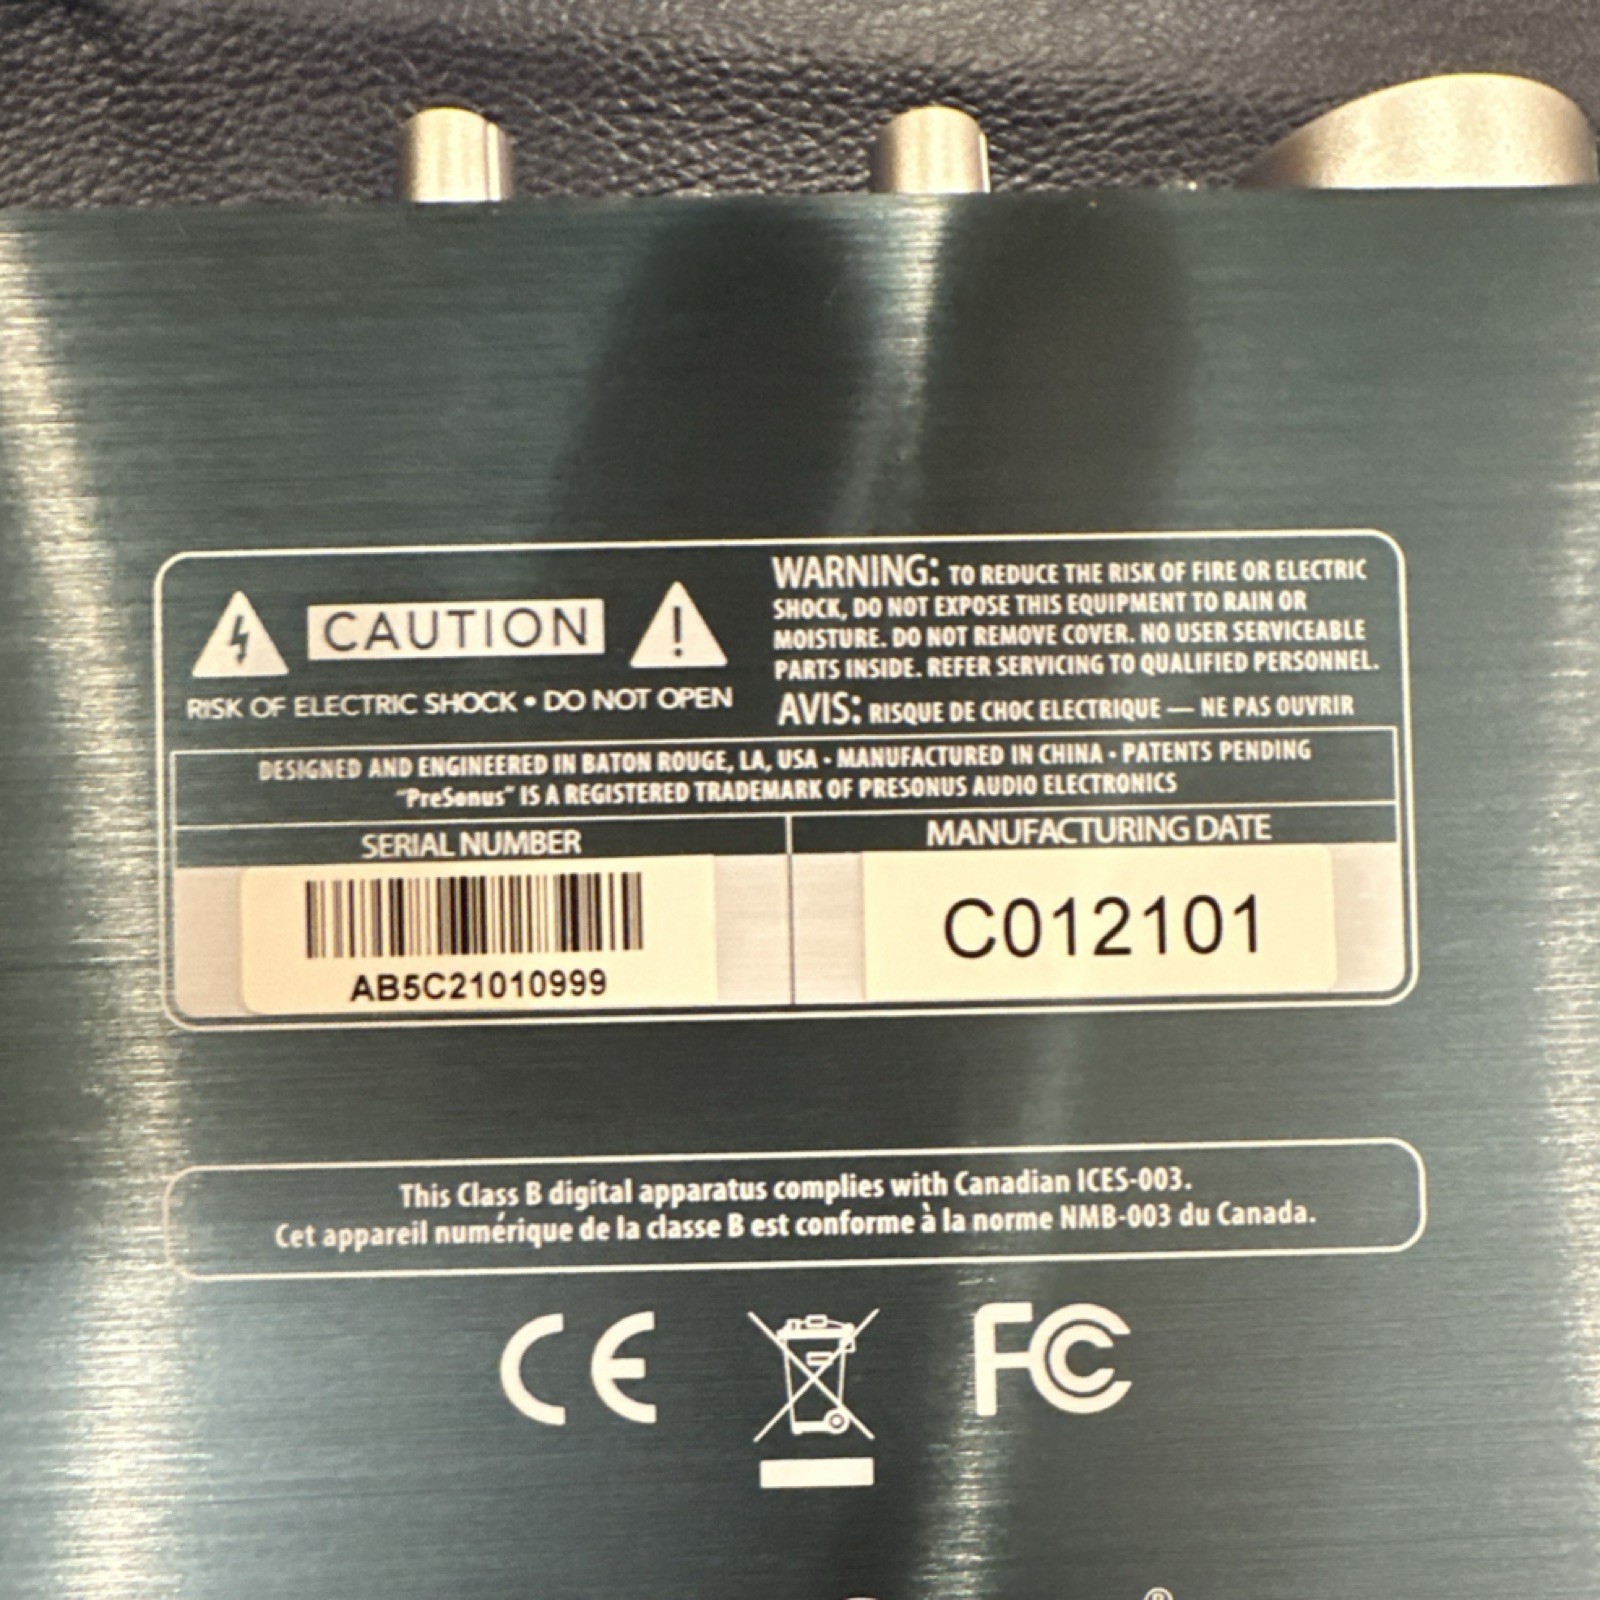 CAUTION
RISK OF ELECTRIC SHOCK • DO NOT OPEN
WARNING: TO REDUCE THE RISK OF FIRE OR ELECTRIC
SHOCK, DO NOT EXPOSE THIS EQUIPMENT TO RAIN OR
MOISTURE. DO NOT REMOVE COVER. NO USER SERVICEABLE
PARTS INSIDE. REFER SERVICING TO QUALIFIED PERSONNEL.
AVIS: RISQUE DE CHOC ELECTRIQUE — NE PAS OUVRIR
DESIGNED AND ENGINEERED IN BATON ROUGE, LA, USA • MANUFACTURED IN CHINA • PATENTS PENDING
"PreSonus" IS A REGISTERED TRADEMARK OF PRESONUS AUDIO ELECTRONICS
SERIAL NUMBER
AB5C21010999
MANUFACTURING DATE
C012101
This Class B digital apparatus complies with Canadian ICES-003.
Cet appareil numérique de la classe B est conforme à la norme NMB-003 du Canada.
CE
FC
®